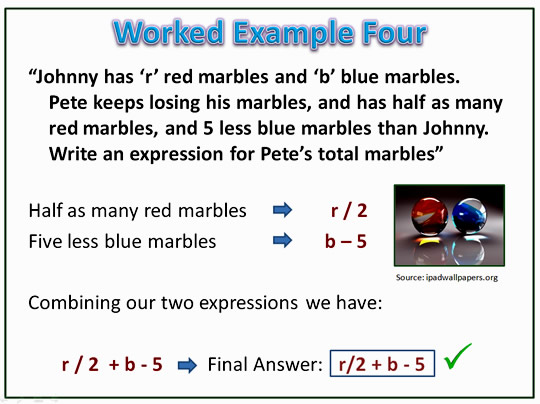 Worked Example Four
“Johnny has ‘r’ red marbles and ‘b’ blue marbles.
Pete keeps losing his marbles, and has half as many
red marbles, and 5 less blue marbles than Johnny.
Write an expression for Pete’s total marbles”
Half as many red marbles r / 2
Five less blue marbles b – 5
Source: ipadwallpapers.org
Combining our two expressions we have:
r / 2 + b - 5 Final Answer: r/2 + b - 5